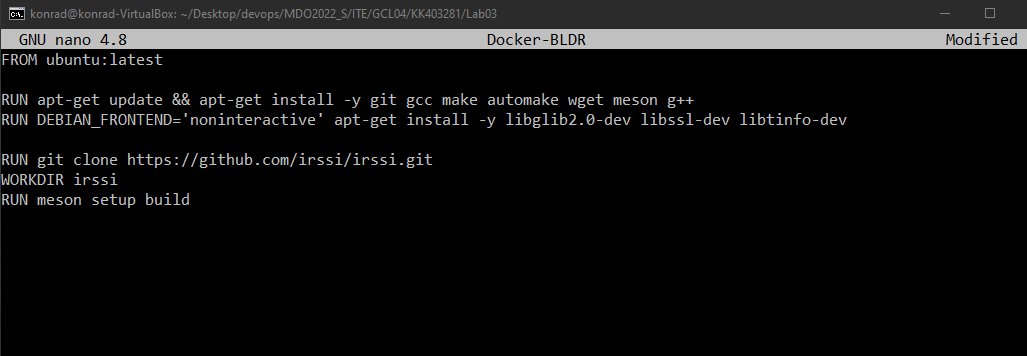 konrad@konrad-VirtualBox: ~/Desktop/devops/MDO2022_S/ITE/GCL04/KK403281/Lab03
GNU nano 4.8 Docker-BLDR Modified
FROM ubuntu:latest
RUN apt-get update && apt-get install -y git gcc make automake wget meson g++
RUN DEBIAN_FRONTEND='noninteractive' apt-get install -y libglib2.0-dev libssl-dev libtinfo-dev
RUN git clone https://github.com/irssi/irssi.git
WORKDIR irssi
RUN meson setup build